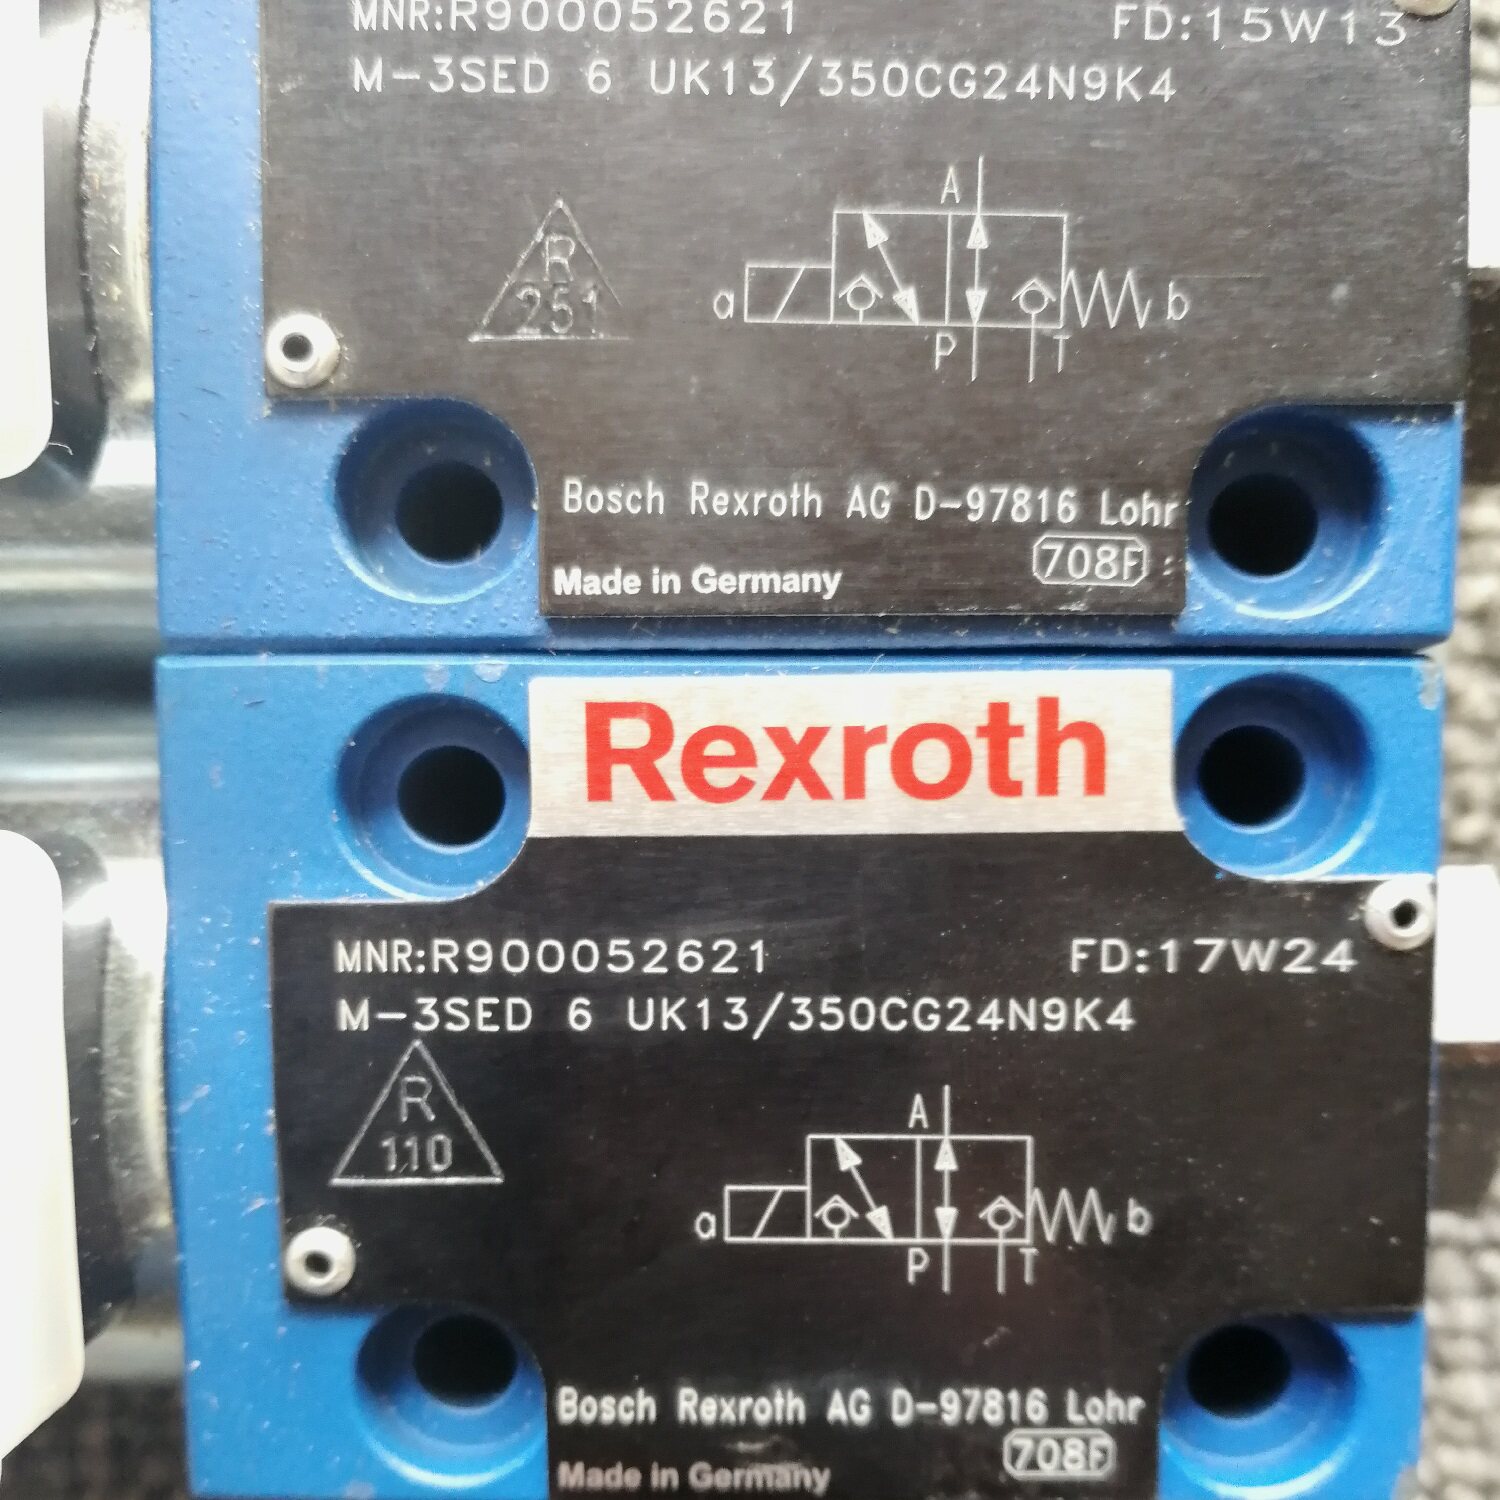 MNR:R900052621 FD:15W13
M-3SED 6 UK13/350CG24N9K4
A
R
251
a b
P T
Bosch Rexroth AG D-97816 Lohr
708F
Made in Germany
Rexroth
MNR:R900052621 FD:17W24
M-3SED 6 UK13/350CG24N9K4
R
110
A
a b
P T
Bosch Rexroth AG D-97816 Lohr
708F
Made in Germany